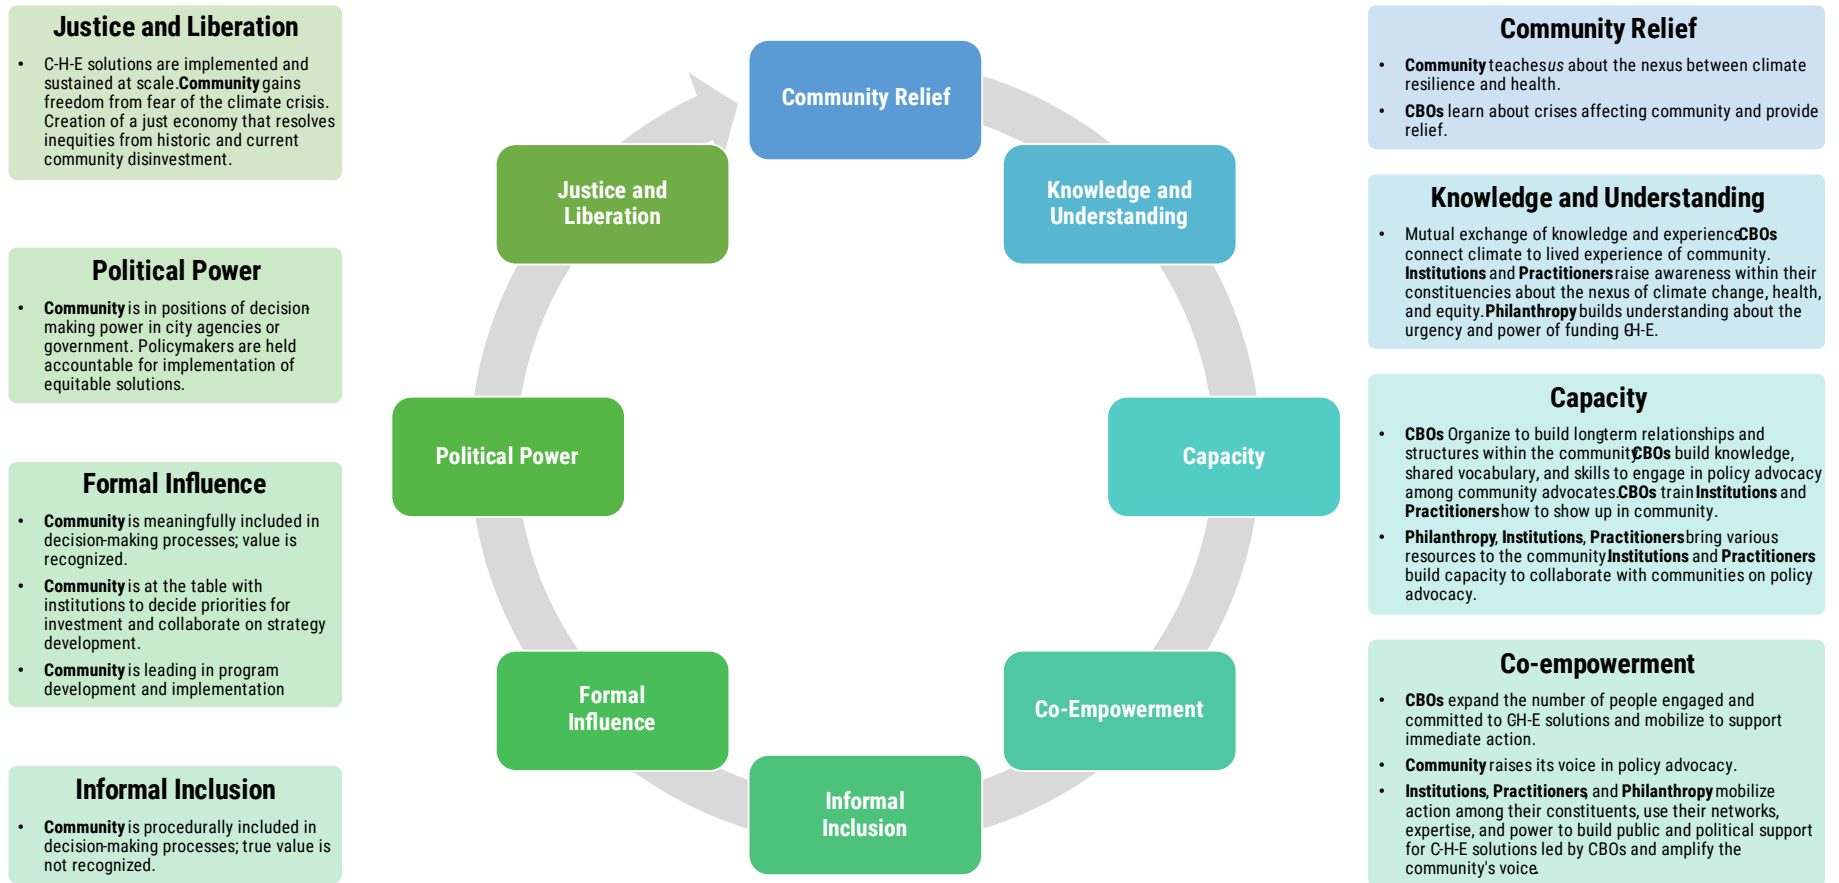 Justice and Liberation
• C-H-E solutions are implemented and
sustained at scale. Community gains
freedom from fear of the climate crisis.
Creation of a just economy that resolves
inequities from historic and current
community disinvestment.
Political Power
• Community is in positions of decision-
making power in city agencies or
government. Policymakers are held
accountable for implementation of
equitable solutions.
Formal Influence
• Community is meaningfully included in
decision-making processes; value is
recognized.
• Community is at the table with
institutions to decide priorities for
investment and collaborate on strategy
development.
• Community is leading in program
development and implementation
Informal Inclusion
• Community is procedurally included in
decision-making processes; true value is
not recognized.
Community Relief
Knowledge and
Understanding
Capacity
Co-Empowerment
Informal
Inclusion
Formal
Influence
Political Power
Justice and
Liberation
Community Relief
• Community teaches us about the nexus between climate
resilience and health.
• CBOs learn about crises affecting community and provide
relief.
Knowledge and Understanding
• Mutual exchange of knowledge and experience. CBOs
connect climate to lived experience of community.
Institutions and Practitioners raise awareness within their
constituencies about the nexus of climate change, health,
and equity. Philanthropy builds understanding about the
urgency and power of funding C-H-E.
Capacity
• CBOs Organize to build long-term relationships and
structures within the community. CBOs build knowledge,
shared vocabulary, and skills to engage in policy advocacy
among community advocates. CBOs train Institutions and
Practitioners how to show up in community.
• Philanthropy, Institutions, Practitioners bring various
resources to the community. Institutions and Practitioners
build capacity to collaborate with communities on policy
advocacy.
Co-empowerment
• CBOs expand the number of people engaged and
committed to C-H-E solutions and mobilize to support
immediate action.
• Community raises its voice in policy advocacy.
• Institutions, Practitioners, and Philanthropy mobilize
action among their constituents, use their networks,
expertise, and power to build public and political support
for C-H-E solutions led by CBOs and amplify the
community's voice.